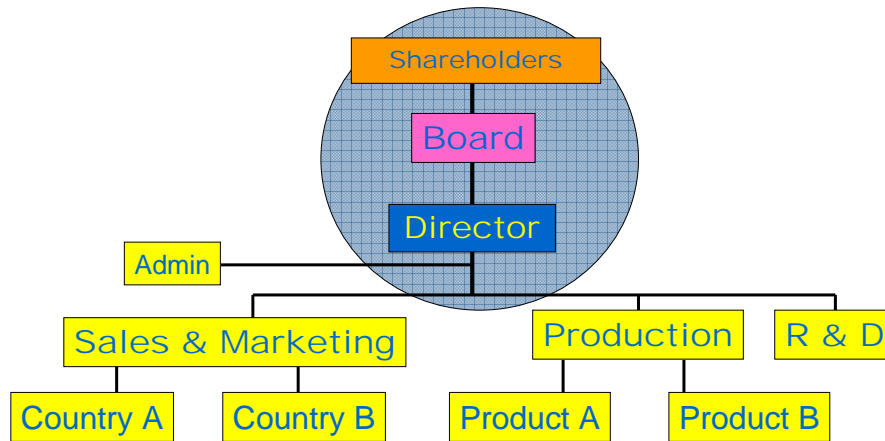 Shareholders
Board
Director
Admin
Sales & Marketing
Production
R & D
Country A
Country B
Product A
Product B